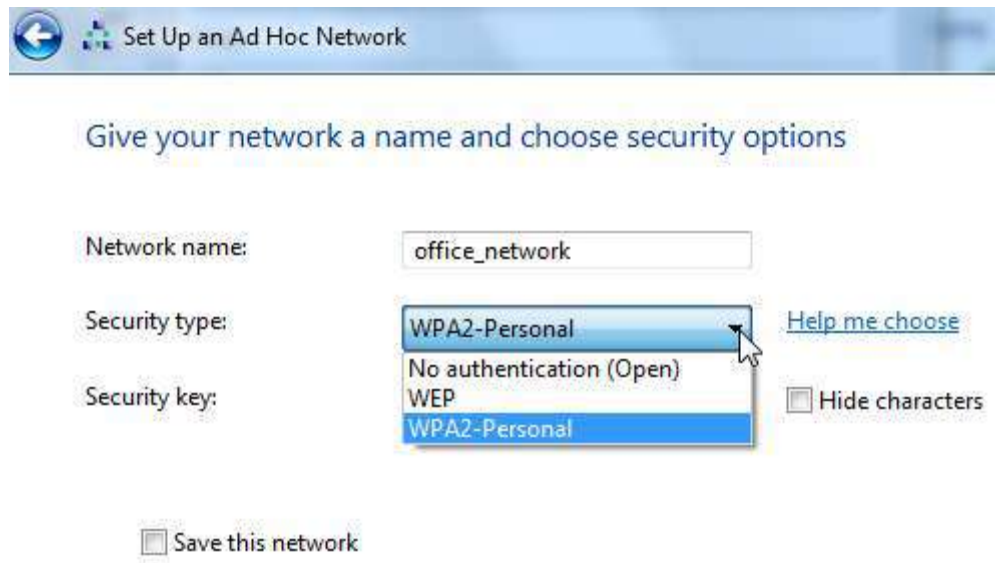 Set Up an Ad Hoc Network
Give your network a name and choose security options
Network name:
office_network
Security type:
WPA2-Personal
Help me choose
No authentication (Open)
WEP
WPA2-Personal
Security key:
Hide characters
Save this network